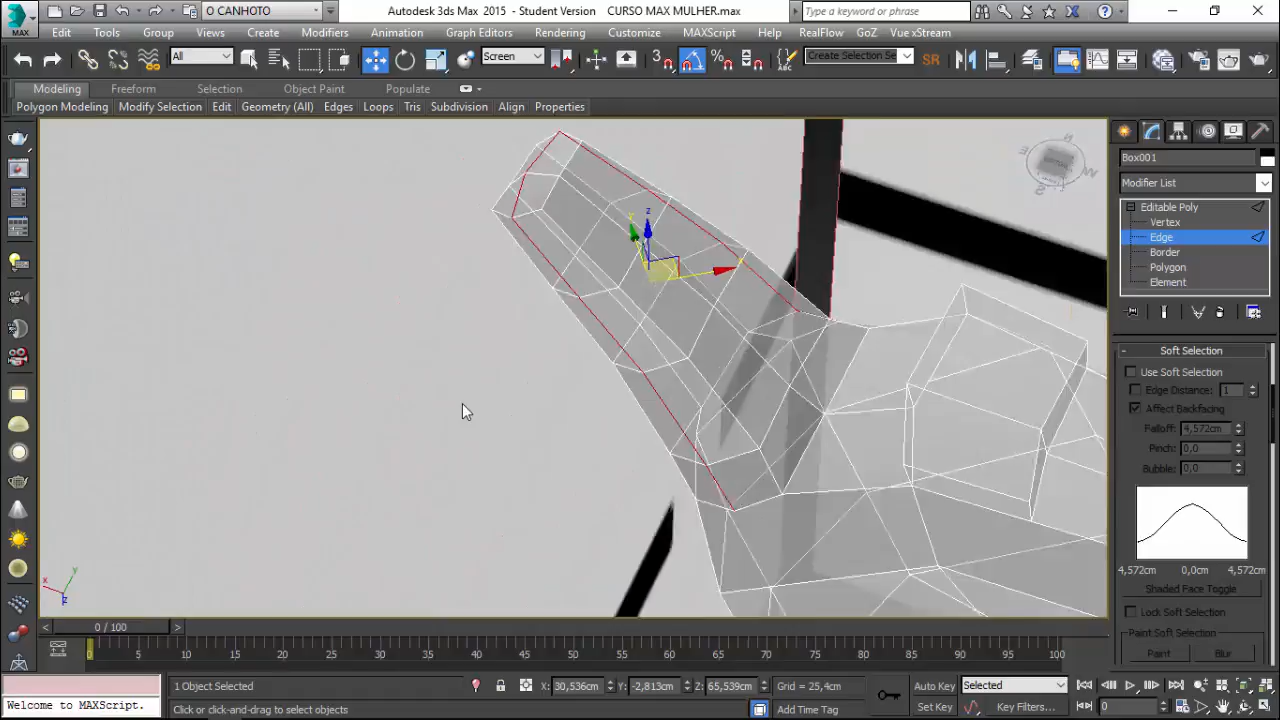 MAX
O CANHOTO
Autodesk 3ds Max 2015 - Student Version CURSO MAX MULHER.max
Type a keyword or phrase
Edit Tools Group Views Create Modifiers Animation Graph Editors Rendering Customize MAXScript Help RealFlow GoZ Vue xStream
All
Screen
3
Create Selection Se
SR
Modeling Freeform Selection Object Paint Populate
Polygon Modeling Modify Selection Edit Geometry (All) Edges Loops Tris Subdivision Align Properties
Box001
Modifier List
Editable Poly
Vertex
Edge
Border
Polygon
Element
Soft Selection
Use Soft Selection
Edge Distance: 1
Affect Backfacing
Falloff: 4,572cm
Pinch: 0,0
Bubble: 0,0
4,572cm 0,0cm 4,572cm
Shaded Face Toggle
Lock Soft Selection
Paint Soft Selection
Paint Blur
x y z
0 / 100
0 5 10 15 20 25 30 35 40 45 50 55 60 65 70 75 80 85 90 95 100
1 Object Selected X: 30,536cm Y: -2,813cm Z: 65,539cm Grid = 25,4cm Auto Key Selected
Welcome to MAXScript. Click or click-and-drag to select objects Add Time Tag Set Key Key Filters... 0